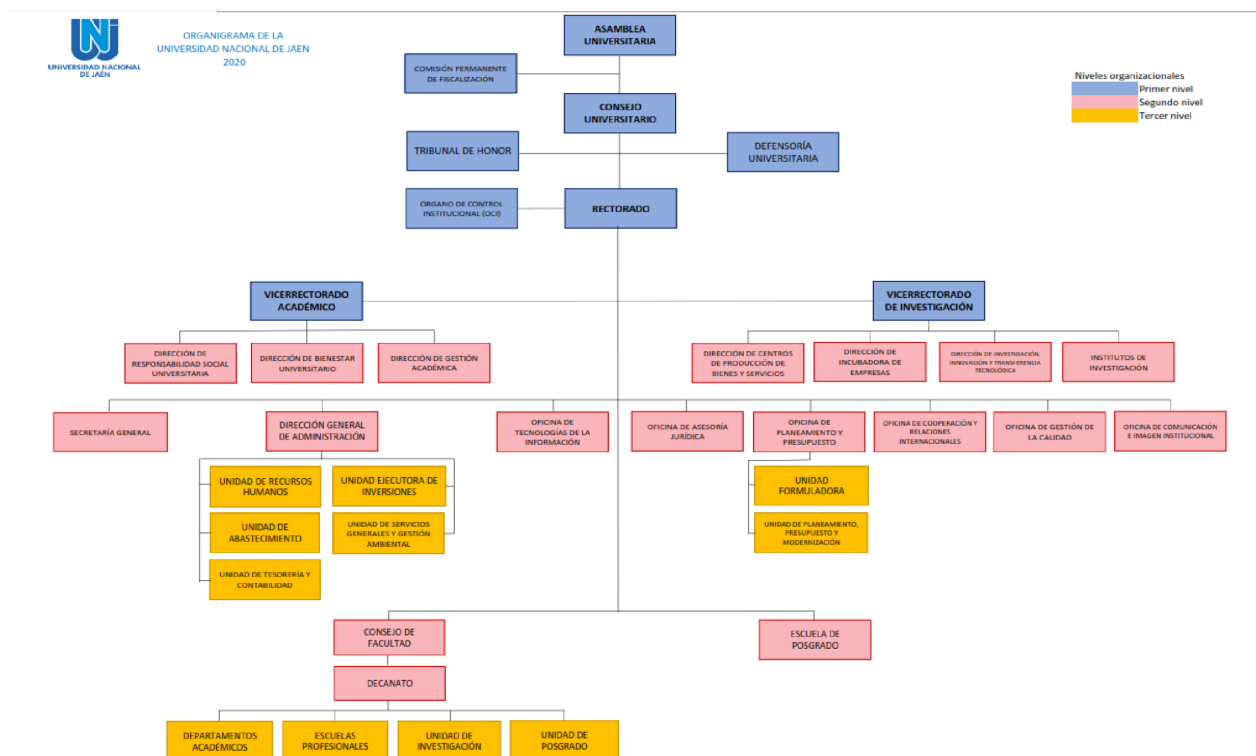 UNIVERSIDAD NACIONAL
DE JAÉN
ORGANIGRAMA DE LA
UNIVERSIDAD NACIONAL DE JAEN
2020
ASAMBLEA
UNIVERSITARIA
COMISIÓN PERMANENTE
DE FISCALIZACIÓN
Niveles organizacionales
Primer nivel
Segundo nivel
Tercer nivel
CONSEJO
UNIVERSITARIO
TRIBUNAL DE HONOR
DEFENSORÍA
UNIVERSITARIA
ÓRGANO DE CONTROL
INSTITUCIONAL (OCI)
RECTORADO
VICERRECTORADO
ACADÉMICO
VICERRECTORADO
DE INVESTIGACIÓN
DIRECCIÓN DE
RESPONSABILIDAD SOCIAL
UNIVERSITARIA
DIRECCIÓN DE BIENESTAR
UNIVERSITARIO
DIRECCIÓN DE GESTIÓN
ACADÉMICA
DIRECCIÓN DE CENTROS
DE PRODUCCIÓN DE
BIENES Y SERVICIOS
DIRECCIÓN DE
INCUBADORA DE
EMPRESAS
DIRECCIÓN DE INVESTIGACIÓN,
INNOVACIÓN Y TRANSFERENCIA
TECNOLÓGICA
INSTITUTOS DE
INVESTIGACIÓN
SECRETARÍA GENERAL
DIRECCIÓN GENERAL
DE ADMINISTRACIÓN
OFICINA DE
TECNOLOGÍAS DE LA
INFORMACIÓN
OFICINA DE ASESORÍA
JURÍDICA
OFICINA DE
PLANEAMIENTO Y
PRESUPUESTO
OFICINA DE COOPERACIÓN Y
RELACIONES
INTERNACIONALES
OFICINA DE GESTIÓN DE
LA CALIDAD
OFICINA DE COMUNICACIÓN
E IMAGEN INSTITUCIONAL
UNIDAD DE RECURSOS
HUMANOS
UNIDAD EJECUTORA DE
INVERSIONES
UNIDAD
FORMULADORA
UNIDAD DE
ABASTECIMIENTO
UNIDAD DE SERVICIOS
GENERALES Y GESTIÓN
AMBIENTAL
UNIDAD DE PLANEAMIENTO,
PRESUPUESTO Y
MODERNIZACIÓN
UNIDAD DE TESORERÍA Y
CONTABILIDAD
CONSEJO DE
FACULTAD
ESCUELA DE
POSGRADO
DECANATO
DEPARTAMENTOS
ACADÉMICOS
ESCUELAS
PROFESIONALES
UNIDAD DE
INVESTIGACIÓN
UNIDAD DE
POSGRADO